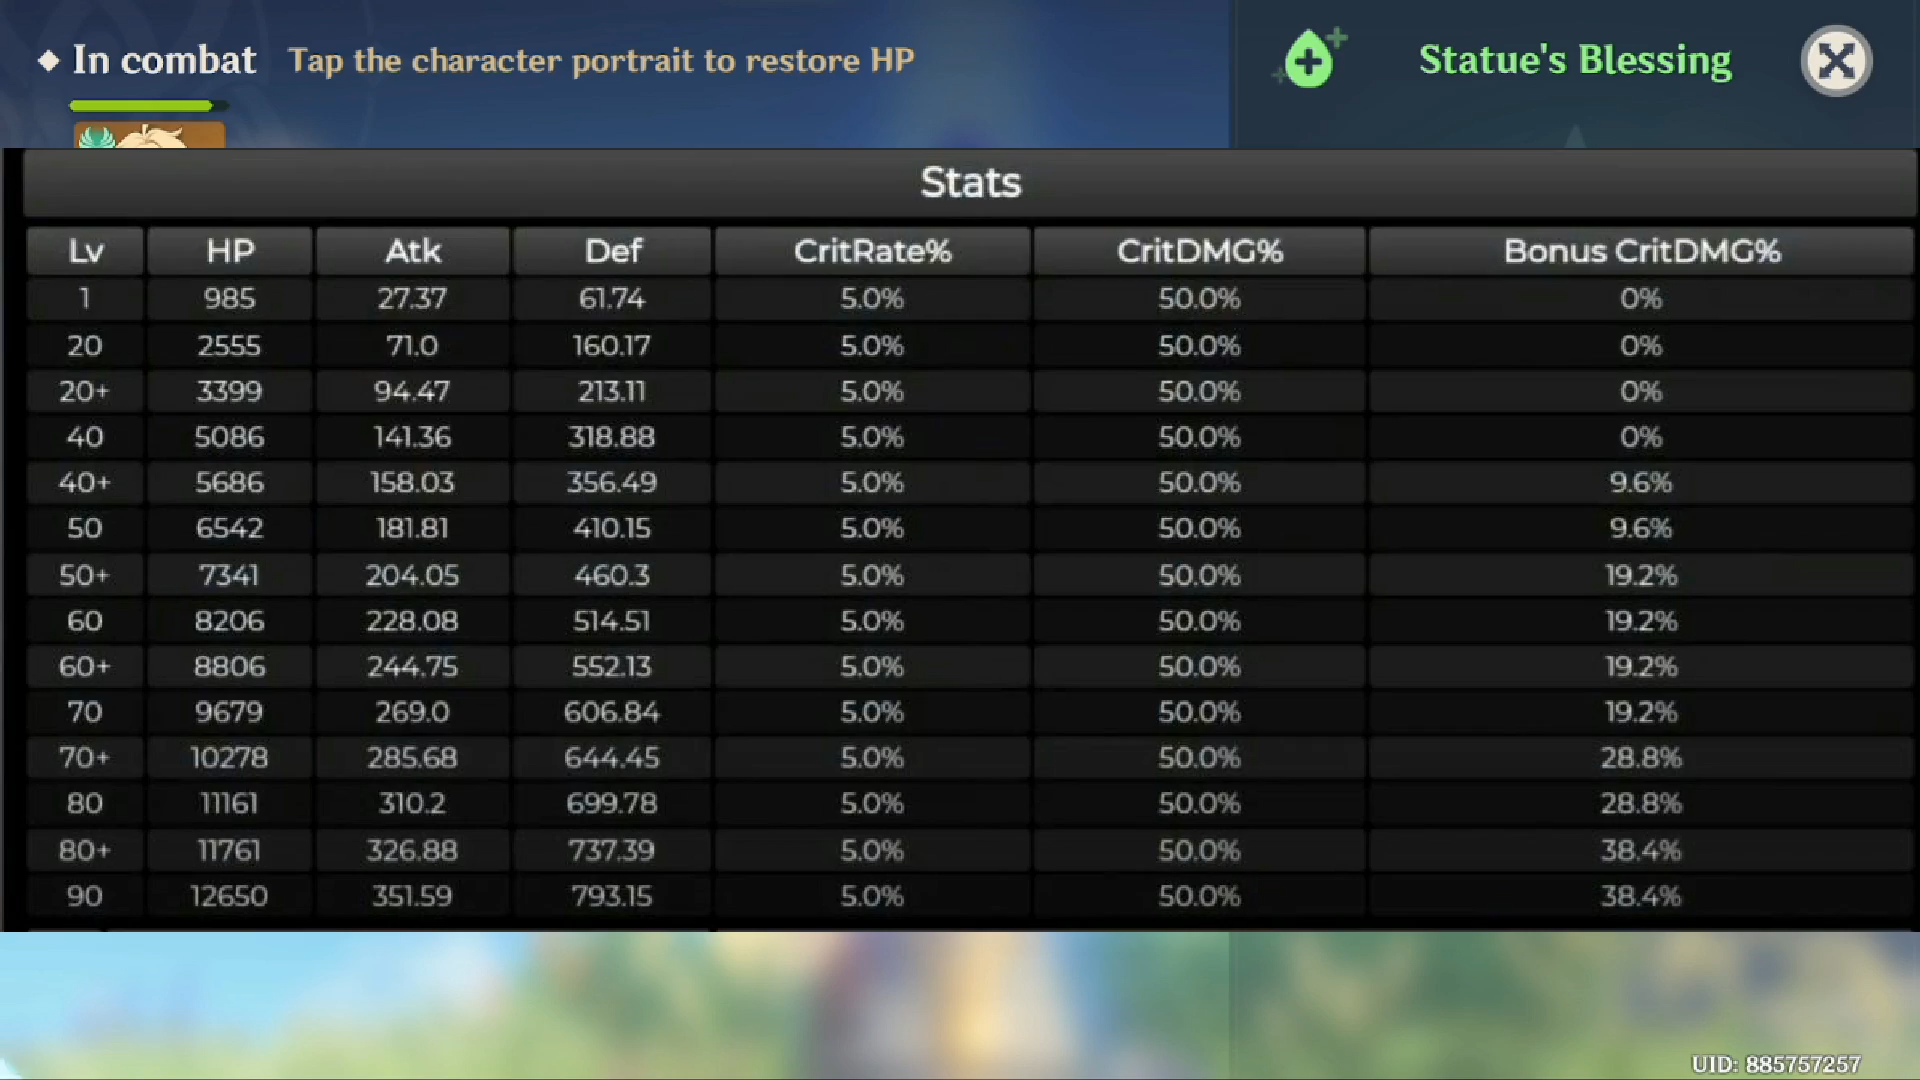 In combat Tap the character portrait to restore HP
Statue's Blessing
Stats
Lv HP Atk Def CritRate% CritDMG% Bonus CritDMG%
1 985 27.37 61.74 5.0% 50.0% 0%
20 2555 71.0 160.17 5.0% 50.0% 0%
20+ 3399 94.47 213.11 5.0% 50.0% 0%
40 5086 141.36 318.88 5.0% 50.0% 0%
40+ 5686 158.03 356.49 5.0% 50.0% 9.6%
50 6542 181.81 410.15 5.0% 50.0% 9.6%
50+ 7341 204.05 460.3 5.0% 50.0% 19.2%
60 8206 228.08 514.51 5.0% 50.0% 19.2%
60+ 8806 244.75 552.13 5.0% 50.0% 19.2%
70 9679 269.0 606.84 5.0% 50.0% 19.2%
70+ 10278 285.68 644.45 5.0% 50.0% 28.8%
80 11161 310.2 699.78 5.0% 50.0% 28.8%
80+ 11761 326.88 737.39 5.0% 50.0% 38.4%
90 12650 351.59 793.15 5.0% 50.0% 38.4%
UID: 885757257